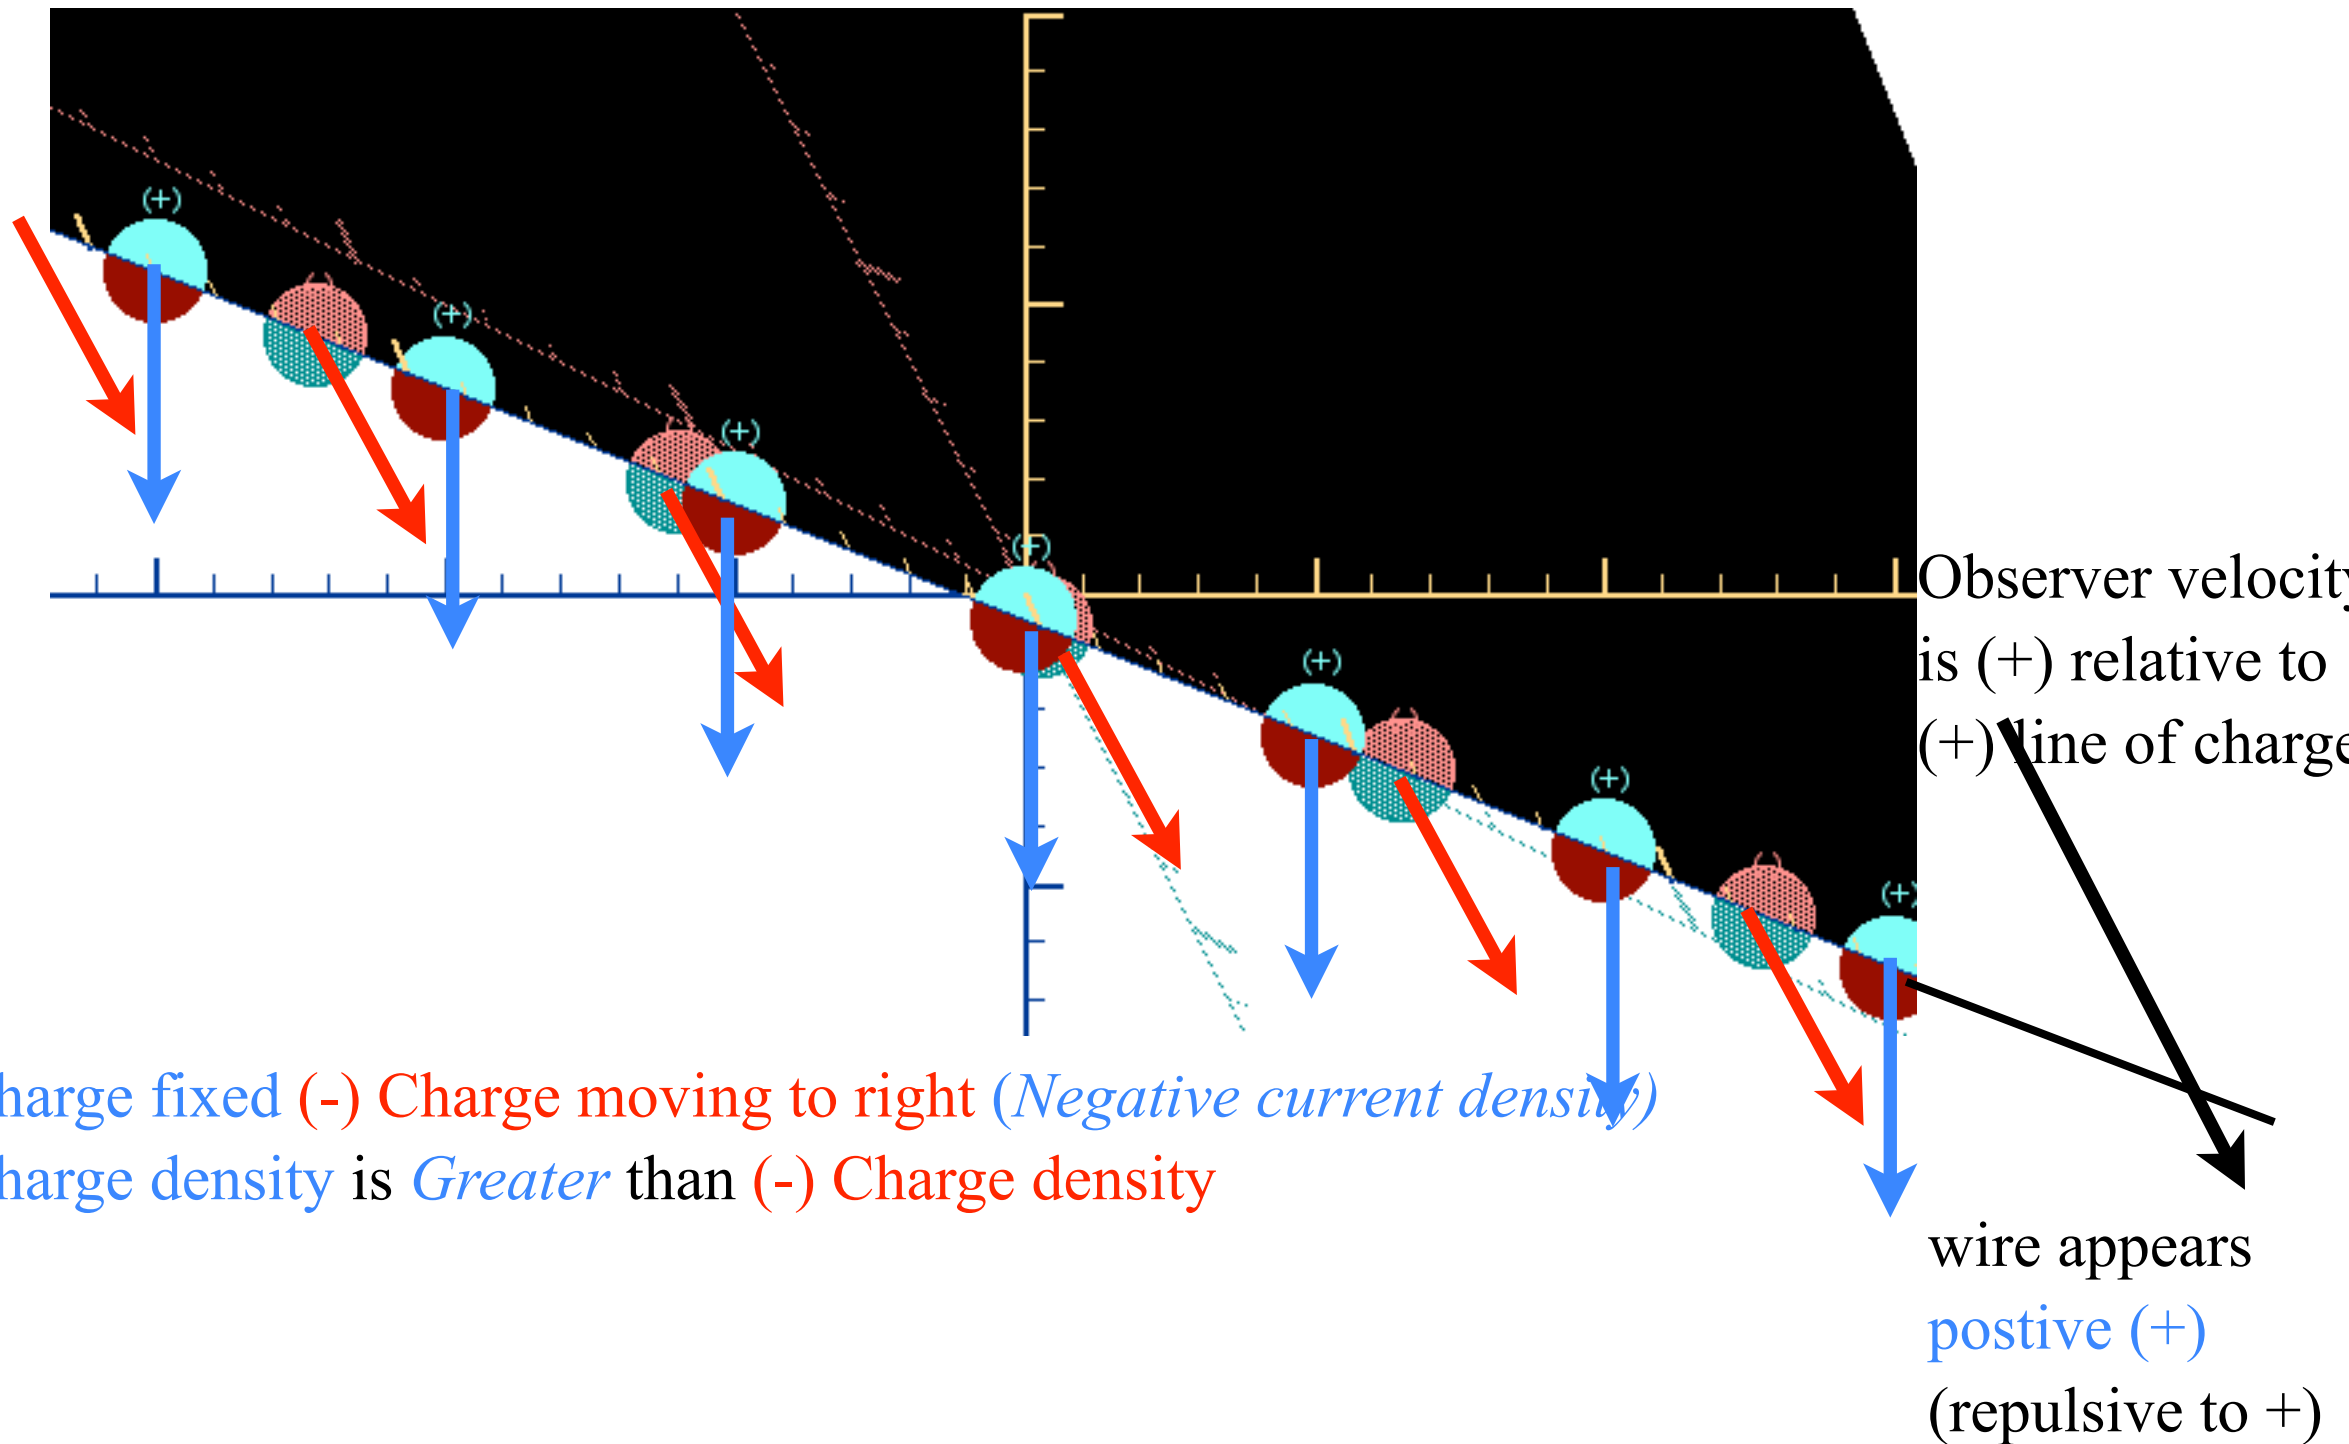 (+)
(+)
(+)
(+)
(+)
(+)
(+)
Observer velocity
is (+) relative to
(+) line of charge
harge fixed (-) Charge moving to right (Negative current density)
harge density is Greater than (-) Charge density
wire appears
postive (+)
(repulsive to +)